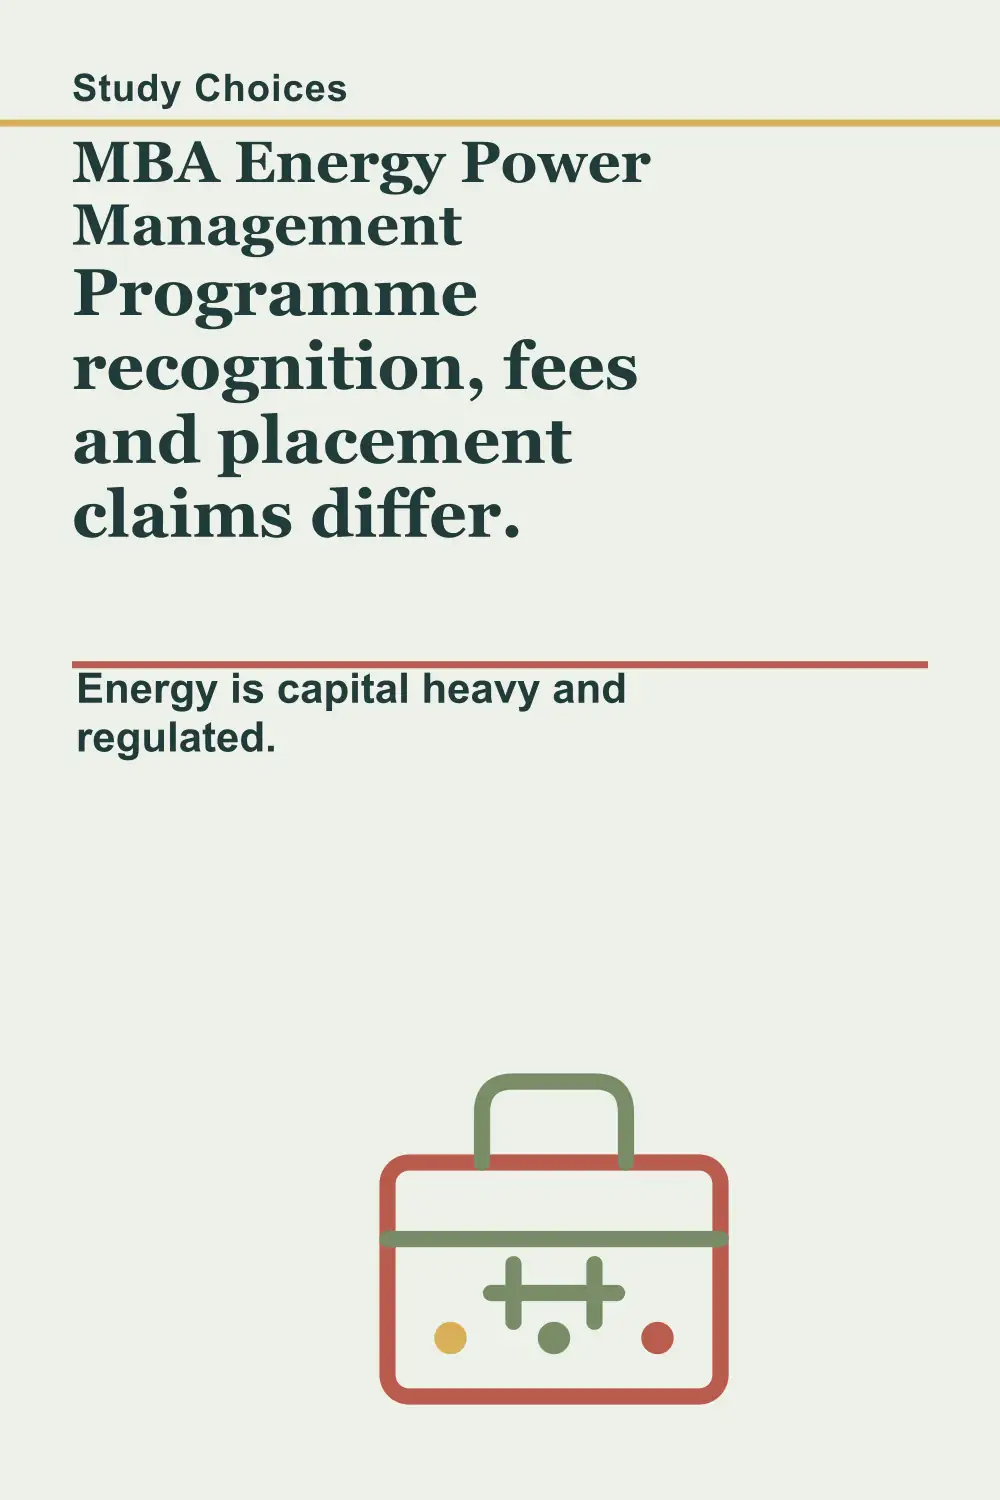 Study Choices
MBA Energy Power
Management
Programme
recognition, fees
and placement
claims differ.
Energy is capital heavy and
regulated.